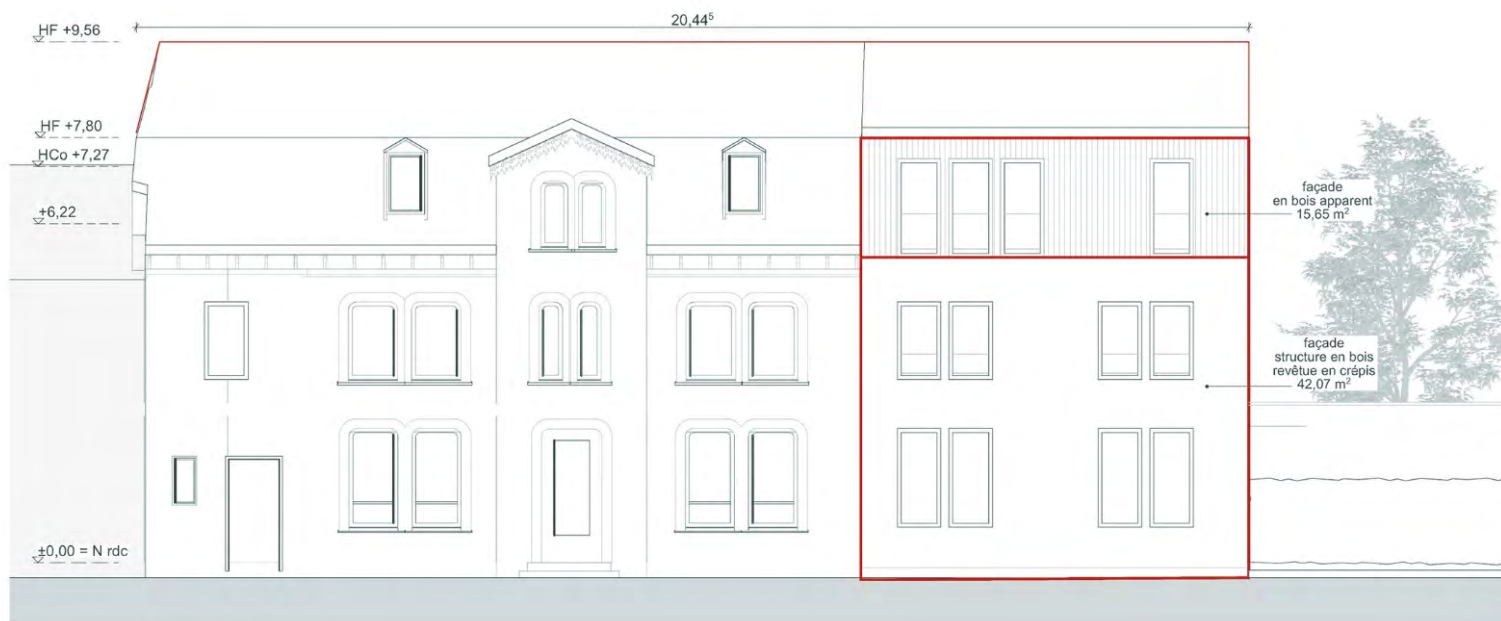 20,44⁵
HF +9,56
HF +7,80
HCo +7,27
+6,22
façade
en bois apparent
15,65 m²
façade
structure en bois
revêtue en crépis
42,07 m²
±0,00 = N rdc